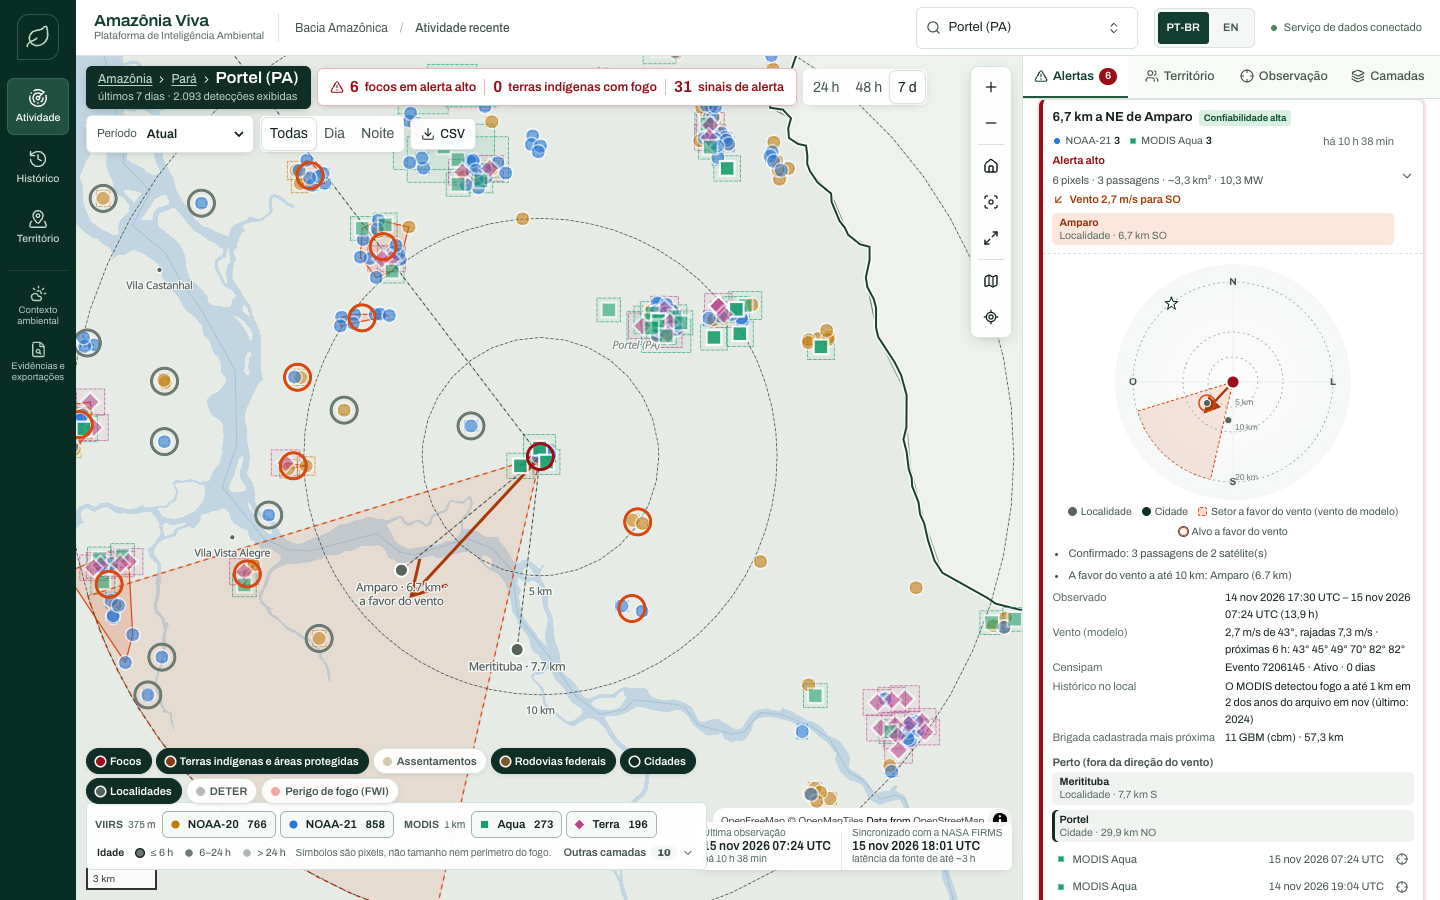 Amazônia Viva
Plataforma de Inteligência Ambiental
Bacia Amazônica / Atividade recente
Portel (PA)
PT-BR EN
Serviço de dados conectado
Atividade
Histórico
Território
Contexto
ambiental
Evidências e
exportações
Amazônia > Pará > Portel (PA)
últimos 7 dias · 2.093 detecções exibidas
6 focos em alerta alto 0 terras indígenas com fogo 31 sinais de alerta
24 h 48 h 7 d
Período Atual
Todas Dia Noite
CSV
Vila Castanhal
Portel (PA)
Vila Vista Alegre
Amparo · 6.7 km
a favor do vento
5 km
Meritituba · 7.7 km
10 km
Focos
Terras indígenas e áreas protegidas
Assentamentos
Rodovias federais
Cidades
Localidades
DETER
Perigo de fogo (FWI)
VIIRS 375 m NOAA-20 766 NOAA-21 858 MODIS 1 km Aqua 273 Terra 196
Idade ≤ 6 h 6–24 h > 24 h Símbolos são pixels, não tamanho nem perímetro do fogo. Outras camadas 10
3 km
OpenFreeMap © OpenMapTiles Data from OpenStreetMap
Última observação
15 nov 2026 07:24 UTC
há 10 h 38 min
Sincronizado com a NASA FIRMS
15 nov 2026 18:01 UTC
latência da fonte de até ~3 h
Alertas 6
Território
Observação
Camadas
6,7 km a NE de Amparo Confiabilidade alta
NOAA-21 3 MODIS Aqua 3 há 10 h 38 min
Alerta alto
6 pixels · 3 passagens · ~3,3 km² · 10,3 MW
Vento 2,7 m/s para SO
Amparo
Localidade · 6,7 km SO
N
O
L
S
5 km
10 km
20 km
Localidade Cidade Setor a favor do vento (vento de modelo)
Alvo a favor do vento
• Confirmado: 3 passagens de 2 satélite(s)
• A favor do vento a até 10 km: Amparo (6.7 km)
Observado 14 nov 2026 17:30 UTC – 15 nov 2026
07:24 UTC (13,9 h)
Vento (modelo) 2,7 m/s de 43°, rajadas 7,3 m/s ·
próximas 6 h: 43° 45° 49° 70° 82° 82°
Censipam Evento 7206145 · Ativo · 0 dias
Histórico no local O MODIS detectou fogo a até 1 km em
2 dos anos do arquivo em nov (último:
2024)
Brigada cadastrada mais próxima 11 GBM (cbm) · 57,3 km
Perto (fora da direção do vento)
Meritituba
Localidade · 7,7 km S
Portel
Cidade · 29,9 km NO
MODIS Aqua 15 nov 2026 07:24 UTC
MODIS Aqua 14 nov 2026 19:04 UTC